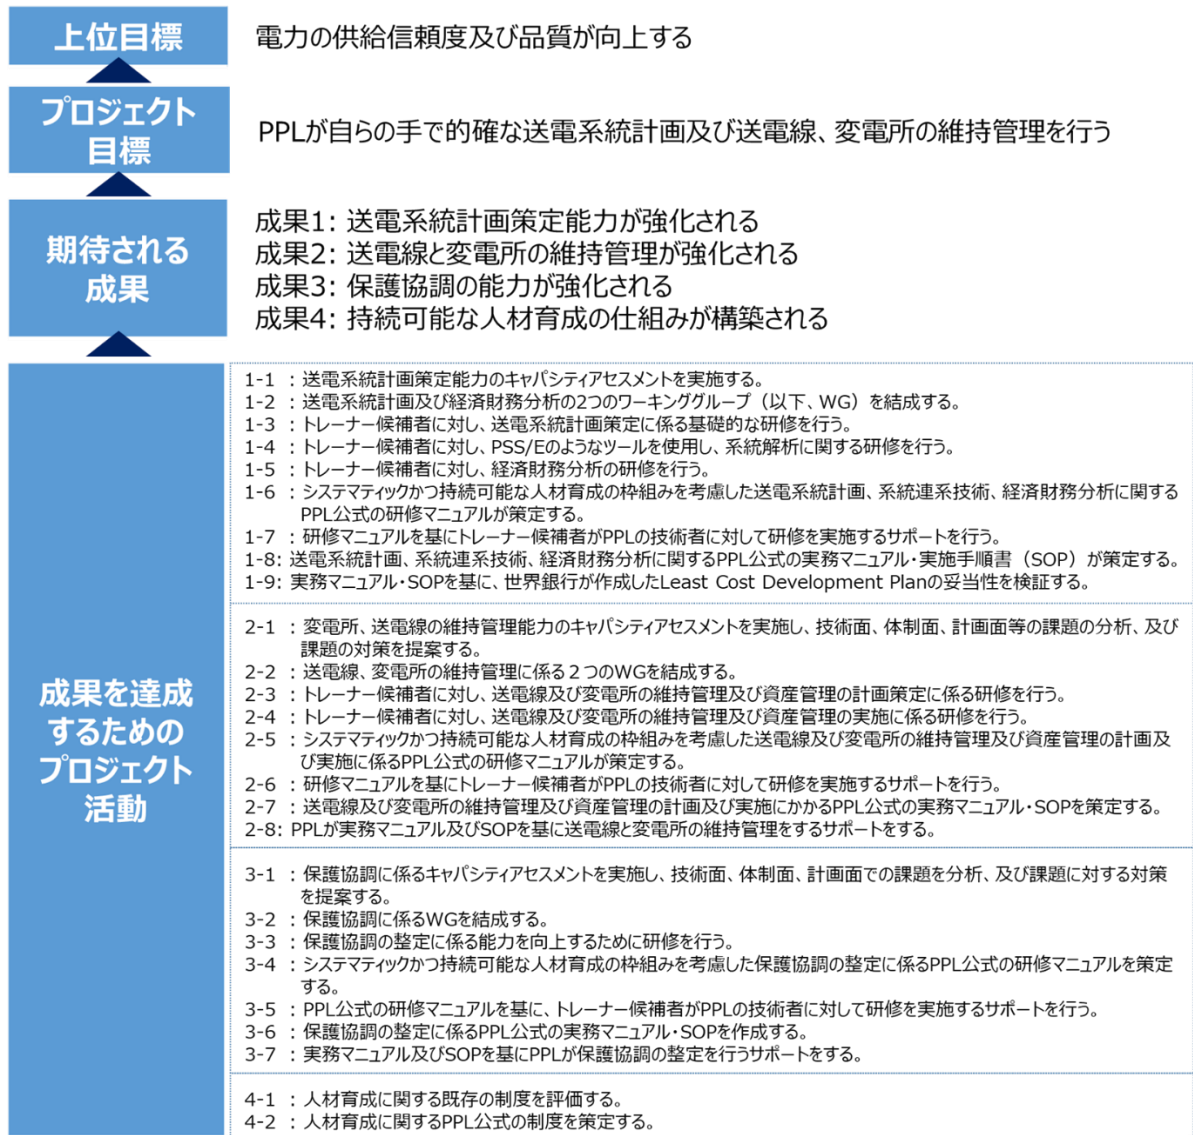 上位目標
電力の供給信頼度及び品質が向上する
プロジェクト
目標
PPLが自らの手で的確な送電系統計画及び送電線、変電所の維持管理を行う
期待される
成果
成果1: 送電系統計画策定能力が強化される
成果2: 送電線と変電所の維持管理が強化される
成果3: 保護協調の能力が強化される
成果4: 持続可能な人材育成の仕組みが構築される
成果を達成
するための
プロジェクト
活動
1-1 : 送電系統計画策定能力のキャパシティアセスメントを実施する。
1-2 : 送電系統計画及び経済財務分析の2つのワーキンググループ（以下、WG）を結成する。
1-3 : トレーナー候補者に対し、送電系統計画策定に係る基礎的な研修を行う。
1-4 : トレーナー候補者に対し、PSS/Eのようなツールを使用し、系統解析に関する研修を行う。
1-5 : トレーナー候補者に対し、経済財務分析の研修を行う。
1-6 : システマティックかつ持続可能な人材育成の枠組みを考慮した送電系統計画、系統連系技術、経済財務分析に関する
PPL公式の研修マニュアルが策定する。
1-7 : 研修マニュアルを基にトレーナー候補者がPPLの技術者に対して研修を実施するサポートを行う。
1-8: 送電系統計画、系統連系技術、経済財務分析に関するPPL公式の実務マニュアル・実施手順書（SOP）が策定する。
1-9: 実務マニュアル・SOPを基に、世界銀行が作成したLeast Cost Development Planの妥当性を検証する。
2-1 : 変電所、送電線の維持管理能力のキャパシティアセスメントを実施し、技術面、体制面、計画面等の課題の分析、及び
課題の対策を提案する。
2-2 : 送電線、変電所の維持管理に係る２つのWGを結成する。
2-3 : トレーナー候補者に対し、送電線及び変電所の維持管理及び資産管理の計画策定に係る研修を行う。
2-4 : トレーナー候補者に対し、送電線及び変電所の維持管理及び資産管理の実施に係る研修を行う。
2-5 : システマティックかつ持続可能な人材育成の枠組みを考慮した送電線及び変電所の維持管理及び資産管理の計画及
び実施に係るPPL公式の研修マニュアルが策定する。
2-6 : 研修マニュアルを基にトレーナー候補者がPPLの技術者に対して研修を実施するサポートを行う。
2-7 : 送電線及び変電所の維持管理及び資産管理の計画及び実施にかかるPPL公式の実務マニュアル・SOPを策定する。
2-8: PPLが実務マニュアル及びSOPを基に送電線と変電所の維持管理をするサポートをする。
3-1 : 保護協調に係るキャパシティアセスメントを実施し、技術面、体制面、計画面での課題を分析、及び課題に対する対策
を提案する。
3-2 : 保護協調に係るWGを結成する。
3-3 : 保護協調の整定に係る能力を向上するために研修を行う。
3-4 : システマティックかつ持続可能な人材育成の枠組みを考慮した保護協調の整定に係るPPL公式の研修マニュアルを策定
する。
3-5 : PPL公式の研修マニュアルを基に、トレーナー候補者がPPLの技術者に対して研修を実施するサポートを行う。
3-6 : 保護協調の整定に係るPPL公式の実務マニュアル・SOPを作成する。
3-7 : 実務マニュアル及びSOPを基にPPLが保護協調の整定を行うサポートをする。
4-1 : 人材育成に関する既存の制度を評価する。
4-2 : 人材育成に関するPPL公式の制度を策定する。